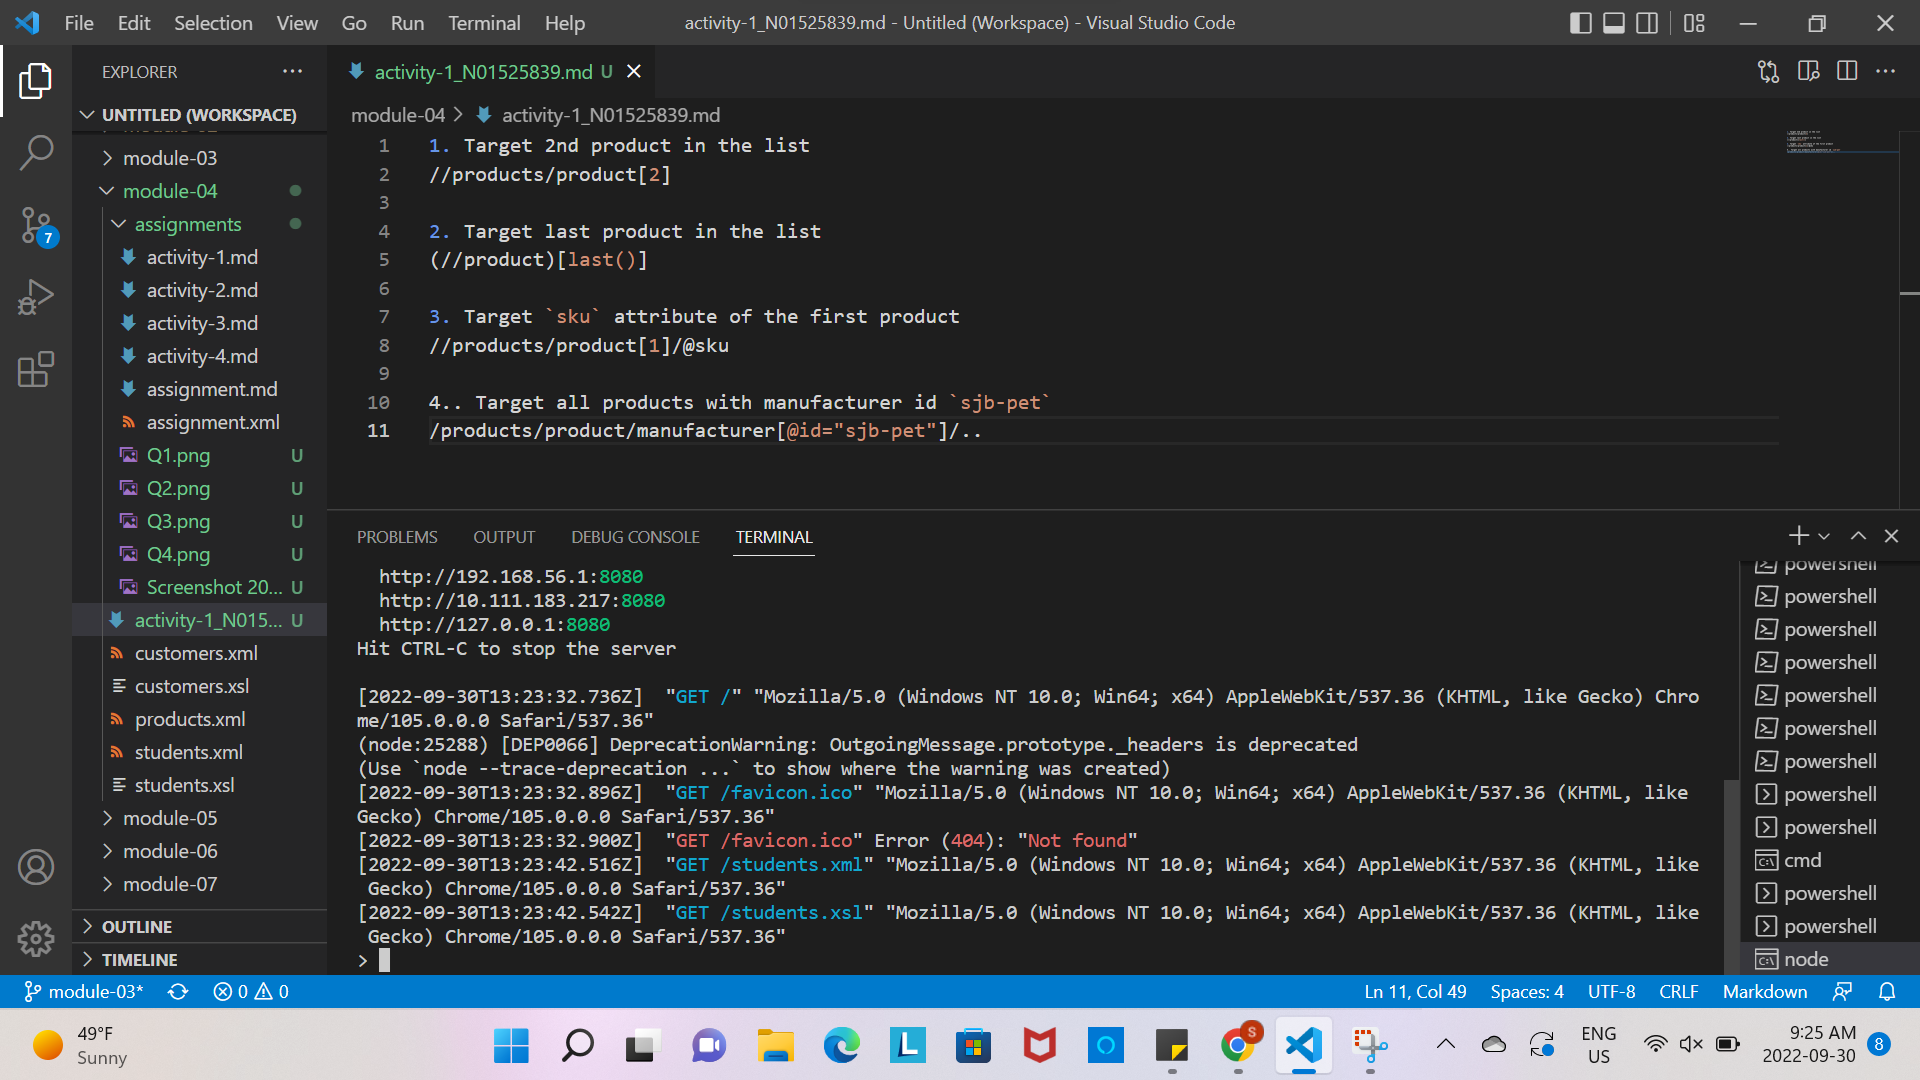 File Edit Selection View Go Run Terminal Help
activity-1_N01525839.md - Untitled (Workspace) - Visual Studio Code
EXPLORER
UNTITLED (WORKSPACE)
module-03
module-04
assignments
activity-1.md
activity-2.md
activity-3.md
activity-4.md
assignment.md
assignment.xml
Q1.png U
Q2.png U
Q3.png U
Q4.png U
Screenshot 20... U
activity-1_N015... U
customers.xml
customers.xsl
products.xml
students.xml
students.xsl
module-05
module-06
module-07
OUTLINE
TIMELINE
7
activity-1_N01525839.md U
module-04 > activity-1_N01525839.md
1 1. Target 2nd product in the list
2 //products/product[2]
3
4 2. Target last product in the list
5 (//product)[last()]
6
7 3. Target `sku` attribute of the first product
8 //products/product[1]/@sku
9
10 4.. Target all products with manufacturer id `sjb-pet`
11 /products/product/manufacturer[@id="sjb-pet"]/..
PROBLEMS OUTPUT DEBUG CONSOLE TERMINAL
http://192.168.56.1:8080
http://10.111.183.217:8080
http://127.0.0.1:8080
Hit CTRL-C to stop the server
[2022-09-30T13:23:32.736Z] "GET /" "Mozilla/5.0 (Windows NT 10.0; Win64; x64) AppleWebKit/537.36 (KHTML, like Gecko) Chro
me/105.0.0.0 Safari/537.36"
(node:25288) [DEP0066] DeprecationWarning: OutgoingMessage.prototype._headers is deprecated
(Use `node --trace-deprecation ...` to show where the warning was created)
[2022-09-30T13:23:32.896Z] "GET /favicon.ico" "Mozilla/5.0 (Windows NT 10.0; Win64; x64) AppleWebKit/537.36 (KHTML, like
Gecko) Chrome/105.0.0.0 Safari/537.36"
[2022-09-30T13:23:32.900Z] "GET /favicon.ico" Error (404): "Not found"
[2022-09-30T13:23:42.516Z] "GET /students.xml" "Mozilla/5.0 (Windows NT 10.0; Win64; x64) AppleWebKit/537.36 (KHTML, like
Gecko) Chrome/105.0.0.0 Safari/537.36"
[2022-09-30T13:23:42.542Z] "GET /students.xsl" "Mozilla/5.0 (Windows NT 10.0; Win64; x64) AppleWebKit/537.36 (KHTML, like
Gecko) Chrome/105.0.0.0 Safari/537.36"
>
powershell
powershell
powershell
powershell
powershell
powershell
powershell
powershell
powershell
cmd
powershell
powershell
node
module-03* 0 0
Ln 11, Col 49 Spaces: 4 UTF-8 CRLF Markdown
49°F
Sunny
S
ENG
US
9:25 AM
2022-09-30
8